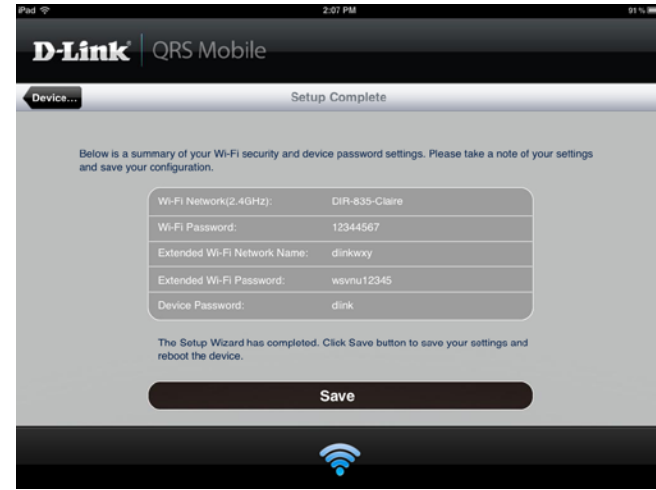 iPad 2:07 PM 91%
D-Link QRS Mobile
Device... Setup Complete
Below is a summary of your Wi-Fi security and device password settings. Please take a note of your settings
and save your configuration.
Wi-Fi Network(2.4GHz): DIR-835-Claire
Wi-Fi Password: 12344567
Extended Wi-Fi Network Name: dlinkwxy
Extended Wi-Fi Password: wsvnu12345
Device Password: dlink
The Setup Wizard has completed. Click Save button to save your settings and
reboot the device.
Save